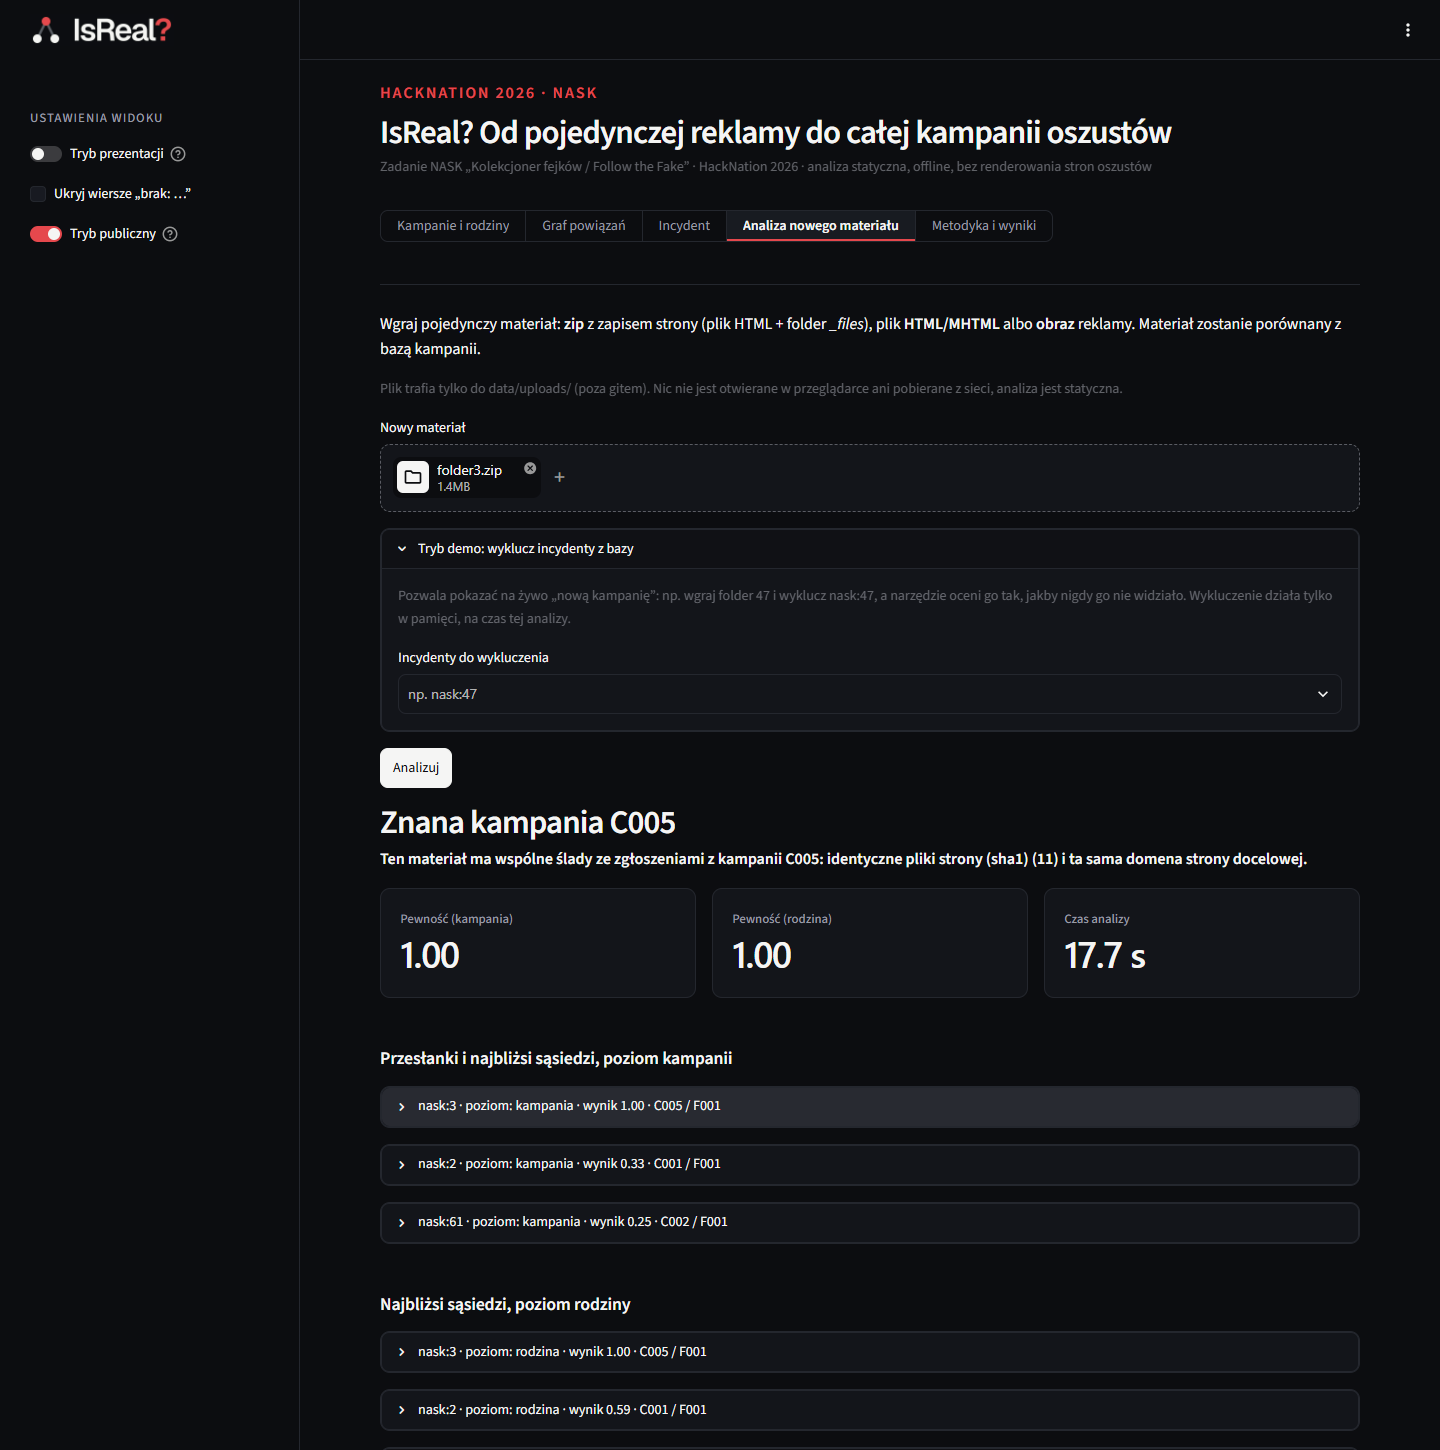 IsReal?
USTAWIENIA WIDOKU
Tryb prezentacji
Ukryj wiersze „brak: …”
Tryb publiczny
HACKNATION 2026 · NASK
IsReal? Od pojedynczej reklamy do całej kampanii oszustów
Zadanie NASK „Kolekcjoner fejków / Follow the Fake” · HackNation 2026 · analiza statyczna, offline, bez renderowania stron oszustów
Kampanie i rodziny
Graf powiązań
Incydent
Analiza nowego materiału
Metodyka i wyniki
Wgraj pojedynczy materiał: zip z zapisem strony (plik HTML + folder _files), plik HTML/MHTML albo obraz reklamy. Materiał zostanie porównany z
bazą kampanii.
Plik trafia tylko do data/uploads/ (poza gitem). Nic nie jest otwierane w przeglądarce ani pobierane z sieci, analiza jest statyczna.
Nowy materiał
folder3.zip
1.4MB
Tryb demo: wyklucz incydenty z bazy
Pozwala pokazać na żywo „nową kampanię”: np. wgraj folder 47 i wyklucz nask:47, a narzędzie oceni go tak, jakby nigdy go nie widziało. Wykluczenie działa tylko
w pamięci, na czas tej analizy.
Incydenty do wykluczenia
np. nask:47
Analizuj
Znana kampania C005
Ten materiał ma wspólne ślady ze zgłoszeniami z kampanii C005: identyczne pliki strony (sha1) (11) i ta sama domena strony docelowej.
Pewność (kampania)
1.00
Pewność (rodzina)
1.00
Czas analizy
17.7 s
Przesłanki i najbliżsi sąsiedzi, poziom kampanii
nask:3 · poziom: kampania · wynik 1.00 · C005 / F001
nask:2 · poziom: kampania · wynik 0.33 · C001 / F001
nask:61 · poziom: kampania · wynik 0.25 · C002 / F001
Najbliżsi sąsiedzi, poziom rodziny
nask:3 · poziom: rodzina · wynik 1.00 · C005 / F001
nask:2 · poziom: rodzina · wynik 0.59 · C001 / F001